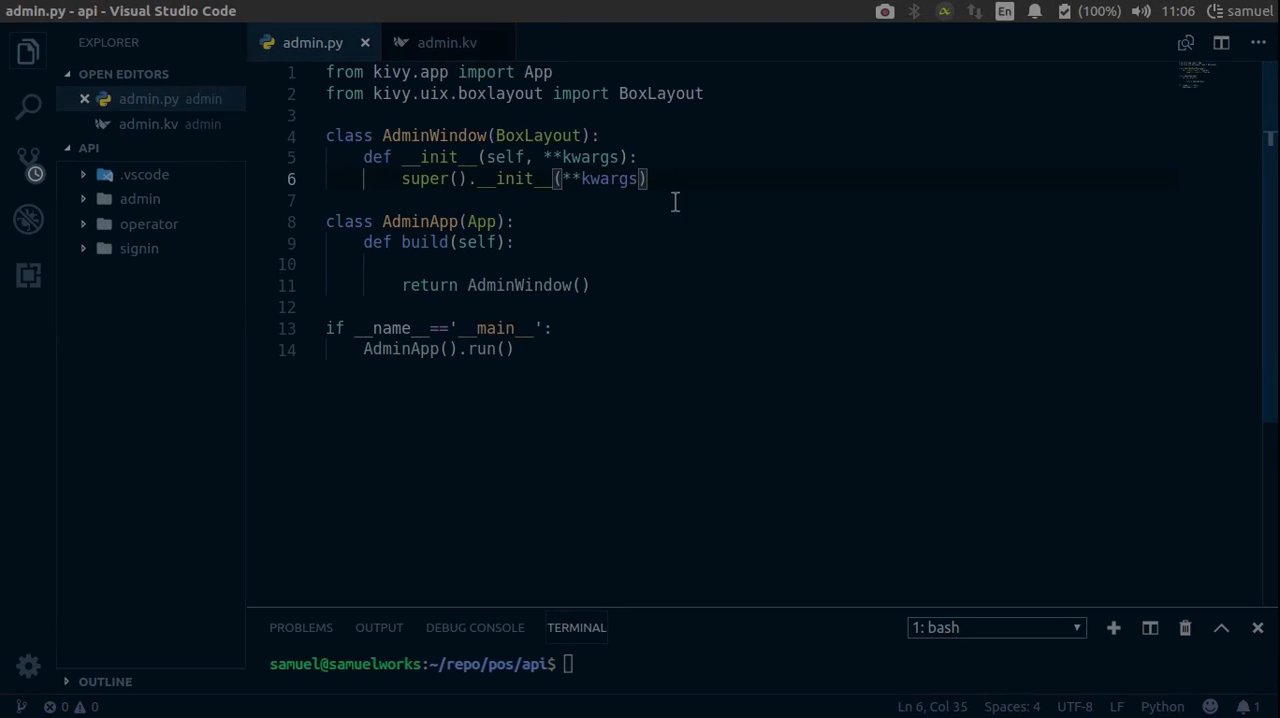 admin.py - api - Visual Studio Code
En
(100%)
11:06
samuel
EXPLORER
OPEN EDITORS
admin.py admin
admin.kv admin
API
.vscode
admin
operator
signin
OUTLINE
admin.py
admin.kv
1 from kivy.app import App
2 from kivy.uix.boxlayout import BoxLayout
3
4 class AdminWindow(BoxLayout):
5 def __init__(self, **kwargs):
6 super().__init__(**kwargs)
7
8 class AdminApp(App):
9 def build(self):
10
11 return AdminWindow()
12
13 if __name__=='__main__':
14 AdminApp().run()
PROBLEMS OUTPUT DEBUG CONSOLE TERMINAL
1: bash
samuel@samuelworks:~/repo/pos/api$
0 0
Ln 6, Col 35 Spaces: 4 UTF-8 LF Python 1